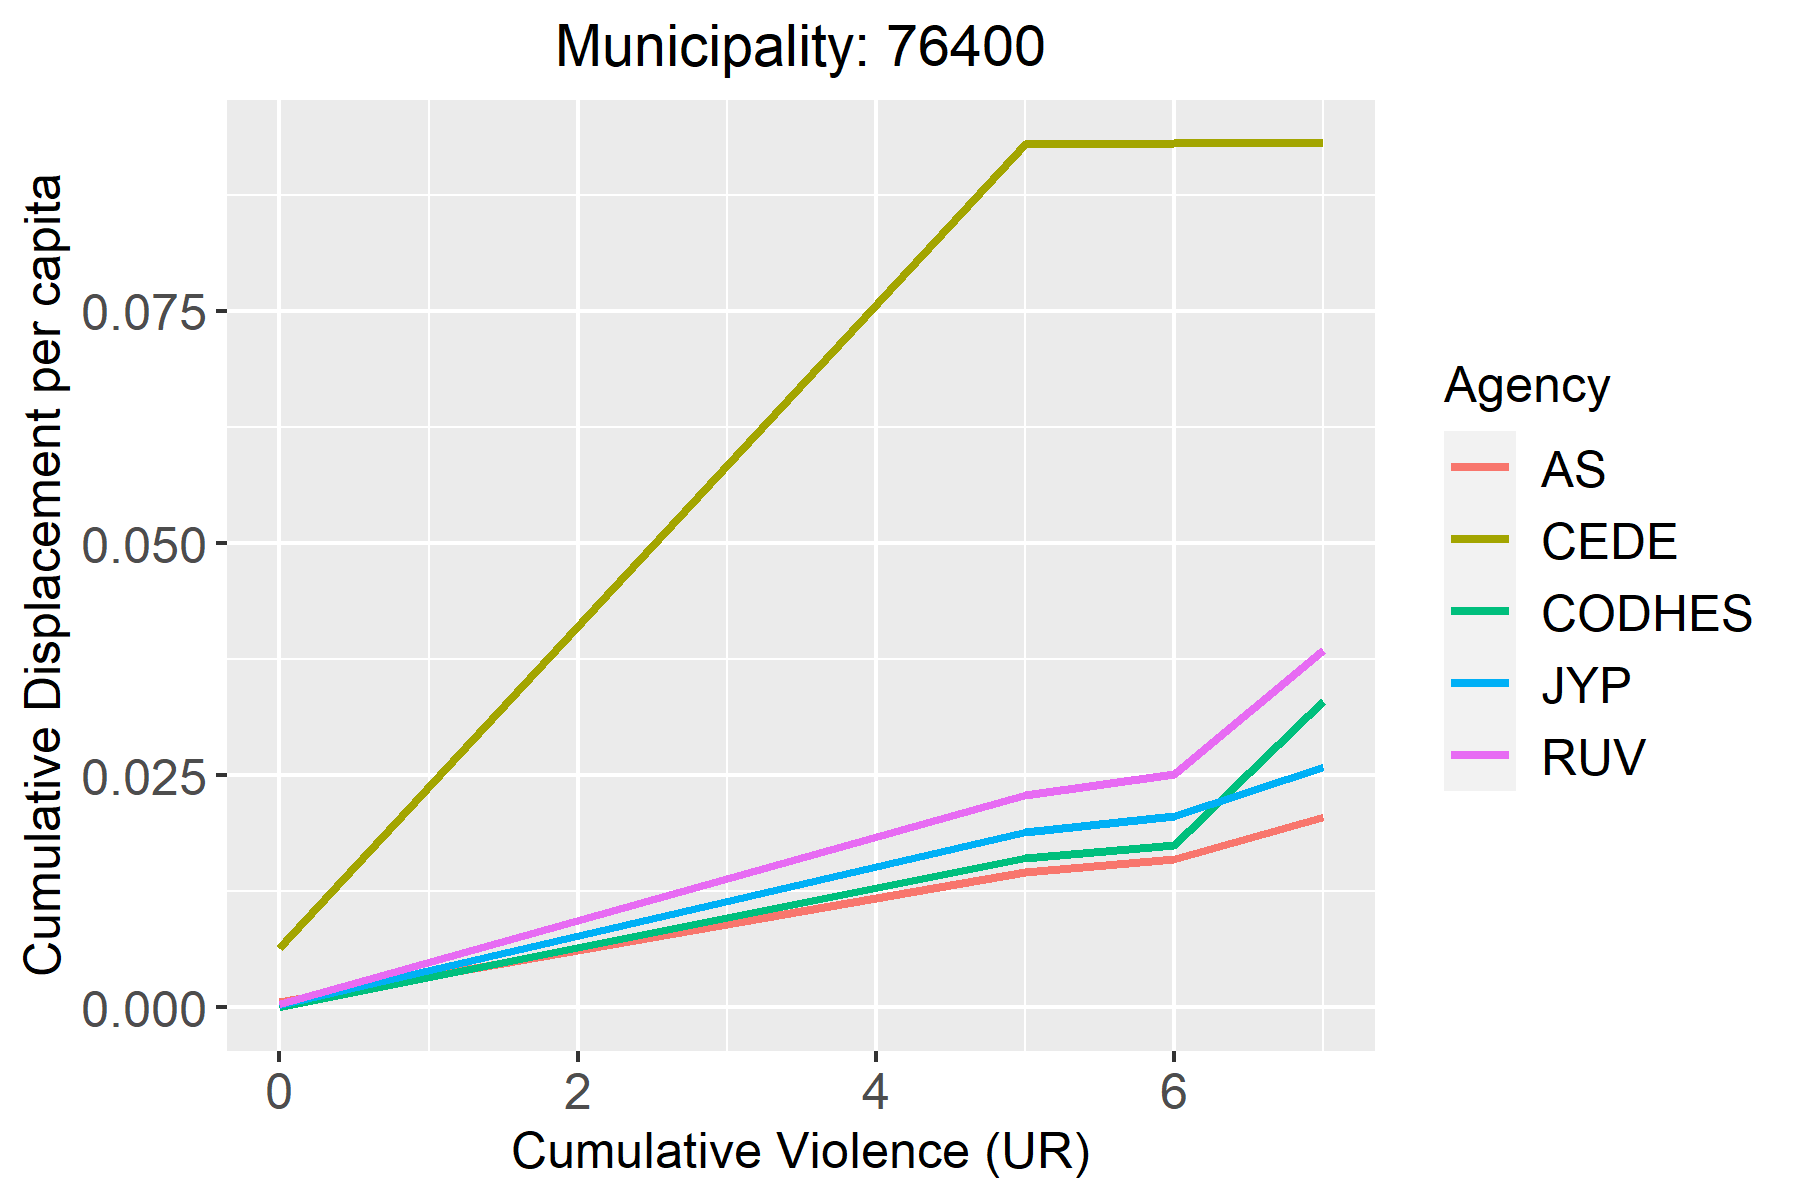 Municipality: 76400
Cumulative Displacement per capita
0.075
0.050
0.025
0.000
0
2
4
6
Cumulative Violence (UR)
Agency
AS
CEDE
CODHES
JYP
RUV